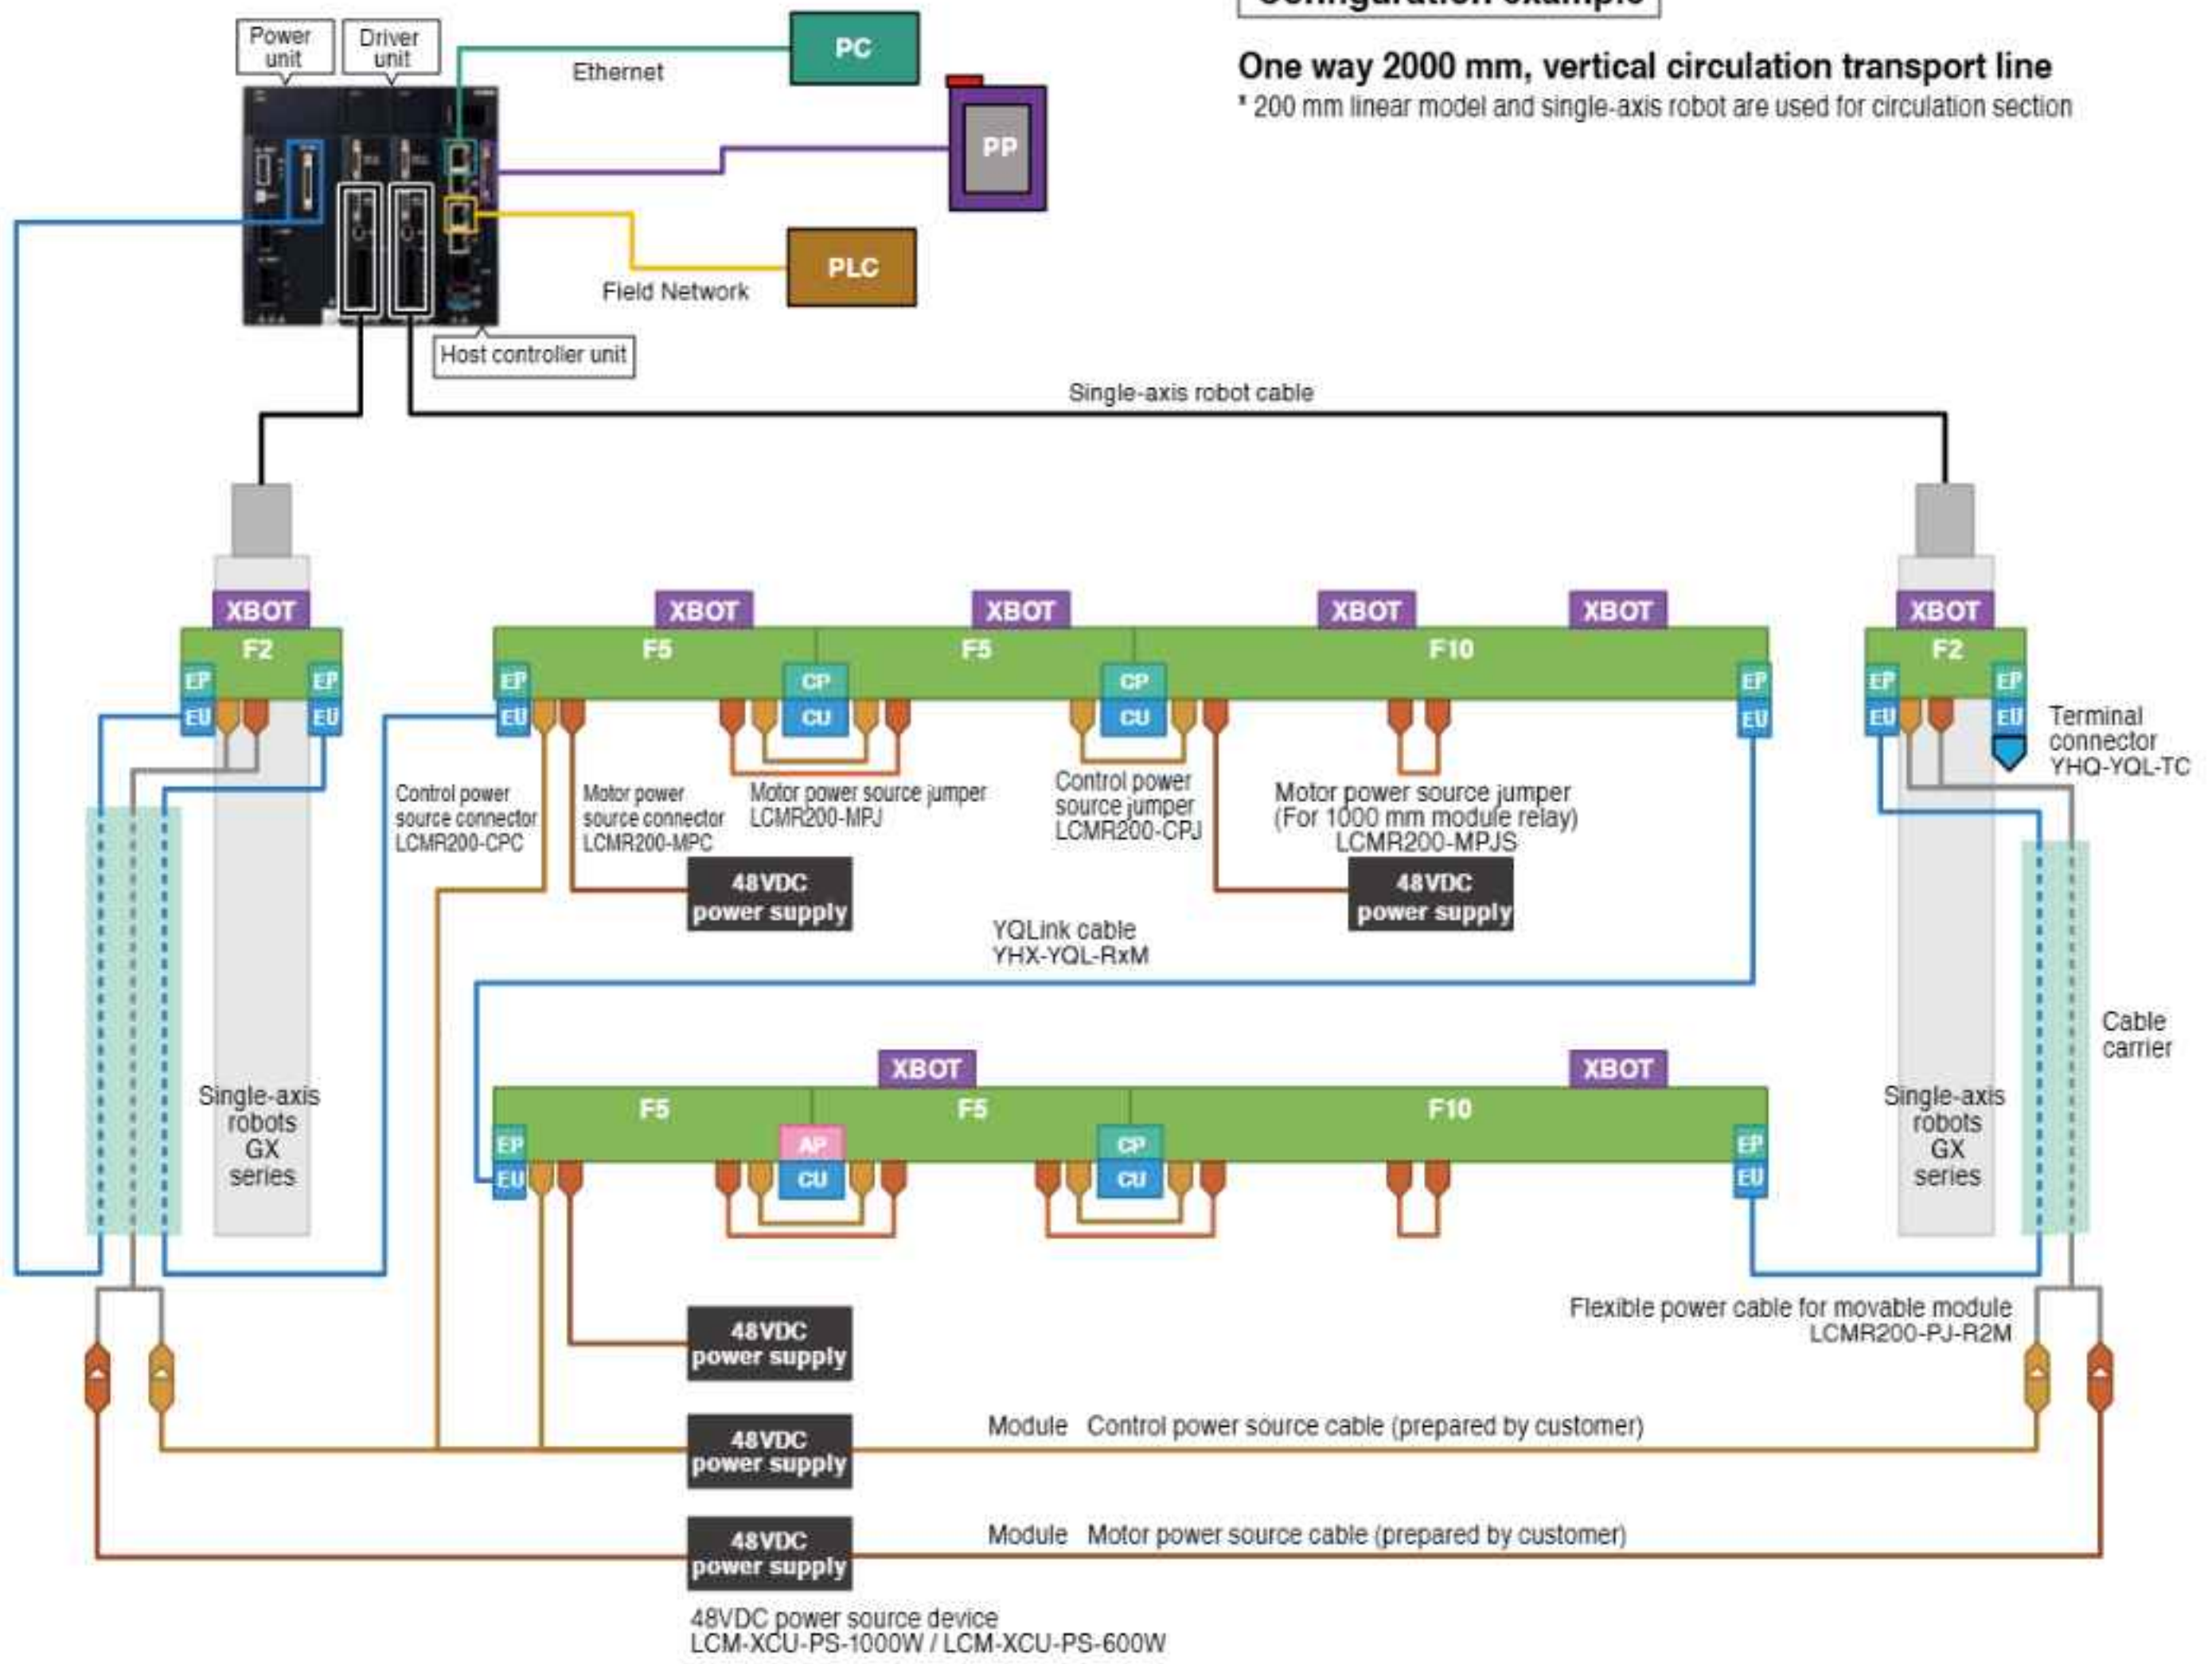 Configuration example
One way 2000 mm, vertical circulation transport line
* 200 mm linear model and single-axis robot are used for circulation section
Power
unit
Driver
unit
Ethernet
PC
PP
PLC
Field Network
Host controller unit
Single-axis robot cable
XBOT
XBOT
XBOT
XBOT
XBOT
XBOT
F2
F5
F5
F10
F2
EP
EP
EP
CP
CP
EP
EP
EP
EU
EU
EU
CU
CU
EU
EU
EU
Terminal
connector
YHQ-YQL-TC
Control power
source connector
LCMR200-CPC
Motor power
source connector
LCMR200-MPC
Motor power source jumper
LCMR200-MPJ
Control power
source jumper
LCMR200-CPJ
Motor power source jumper
(For 1000 mm module relay)
LCMR200-MPJS
48VDC
power supply
48VDC
power supply
YQLink cable
YHX-YQL-RxM
Cable
carrier
XBOT
XBOT
F5
F5
F10
EP
AP
CP
EP
EU
CU
CU
EU
Single-axis
robots
GX
series
Single-axis
robots
GX
series
Flexible power cable for movable module
LCMR200-PJ-R2M
48VDC
power supply
48VDC
power supply
Module Control power source cable (prepared by customer)
48VDC
power supply
Module Motor power source cable (prepared by customer)
48VDC power source device
LCM-XCU-PS-1000W / LCM-XCU-PS-600W